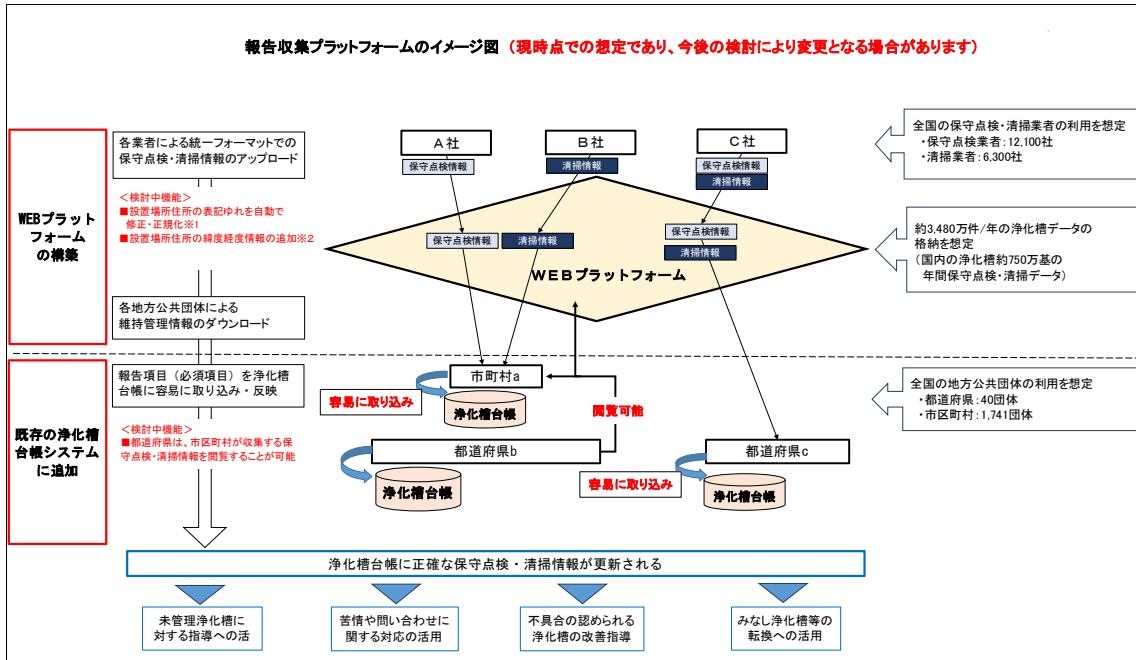 報告収集プラットフォームのイメージ図 (現時点での想定であり、今後の検討により変更となる場合があります)
WEBプラット
フォーム
の構築
各業者による統一フォーマットでの
保守点検・清掃情報のアップロード
<検討中機能>
■設置場所住所の表記ゆれを自動で
修正・正規化※1
■設置場所住所の緯度経度情報の追加※2
各地方公共団体による
維持管理情報のダウンロード
A社
保守点検情報
B社
清掃情報
C社
保守点検情報
清掃情報
保守点検情報
清掃情報
保守点検情報
清掃情報
WEBプラットフォーム
全国の保守点検・清掃業者の利用を想定
・保守点検業者:12,100社
・清掃業者:6,300社
約3,480万件/年の浄化槽データの
格納を想定
(国内の浄化槽約750万基の
年間保守点検・清掃データ)
既存の浄化槽
台帳システム
に追加
報告項目(必須項目)を浄化槽
台帳に容易に取り込み・反映
<検討中機能>
■都道府県は、市区町村が収集する保
守点検・清掃情報を閲覧することが可能
市町村a
容易に取り込み
浄化槽台帳
閲覧可能
都道府県b
浄化槽台帳
都道府県c
容易に取り込み
浄化槽台帳
全国の地方公共団体の利用を想定
・都道府県:40団体
・市区町村:1,741団体
浄化槽台帳に正確な保守点検・清掃情報が更新される
未管理浄化槽に
対する指導への活
苦情や問い合わせに
関する対応の活用
不具合の認められる
浄化槽の改善指導
みなし浄化槽等の
転換への活用